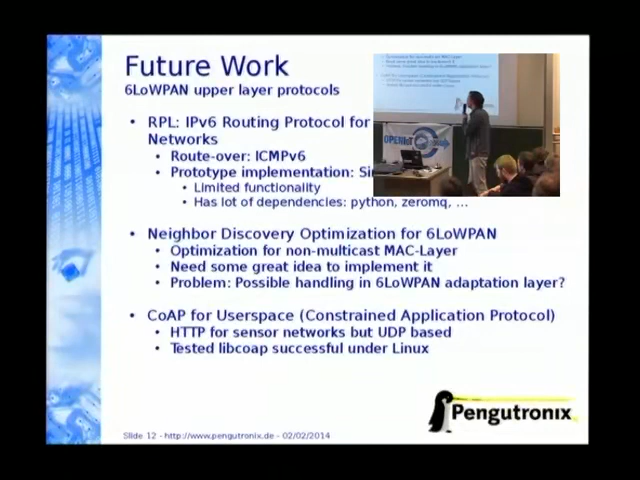 Future Work
6LoWPAN upper layer protocols
• RPL: IPv6 Routing Protocol for
Networks
• Route-over: ICMPv6
• Prototype implementation:
• Limited functionality
• Has lot of dependencies: python, zeromq, ...
• Neighbor Discovery Optimization for 6LoWPAN
• Optimization for non-multicast MAC-Layer
• Need some great idea to implement it
• Problem: Possible handling in 6LoWPAN adaptation layer?
• CoAP for Userspace (Constrained Application Protocol)
• HTTP for sensor networks but UDP based
• Tested libcoap successful under Linux
Pengutronix
Slide 12 - http://www.pengutronix.de - 02/02/2014